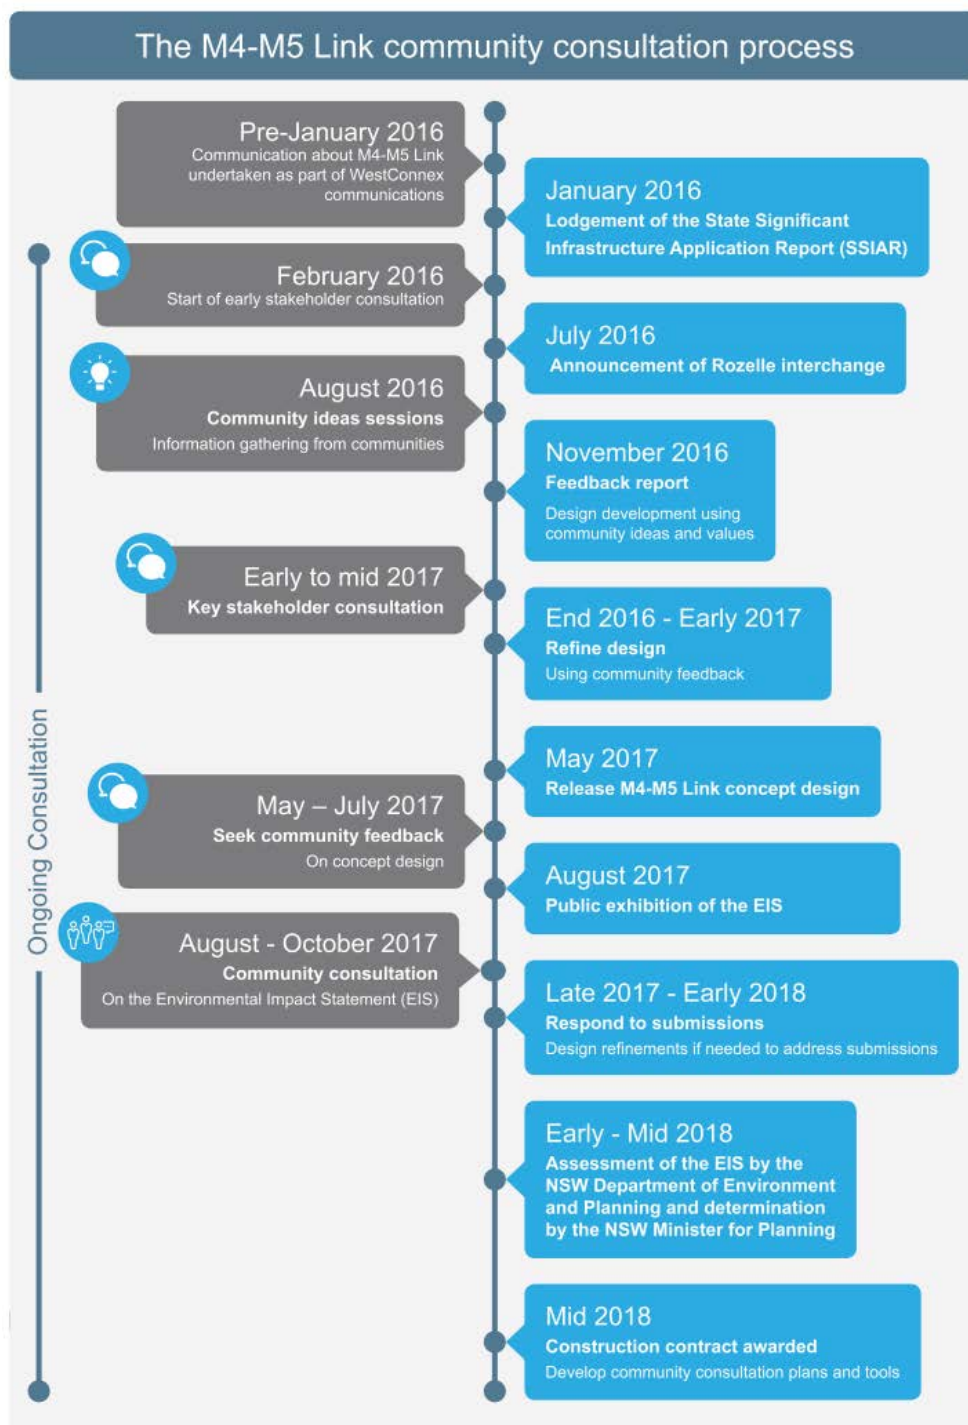 The M4-M5 Link community consultation process
Pre-January 2016
Communication about M4-M5 Link
undertaken as part of WestConnex
communications
January 2016
Lodgement of the State Significant
Infrastructure Application Report (SSIAR)
February 2016
Start of early stakeholder consultation
July 2016
Announcement of Rozelle interchange
August 2016
Community ideas sessions
Information gathering from communities
November 2016
Feedback report
Design development using
community ideas and values
Early to mid 2017
Key stakeholder consultation
End 2016 - Early 2017
Refine design
Using community feedback
May 2017
Release M4-M5 Link concept design
May – July 2017
Seek community feedback
On concept design
August 2017
Public exhibition of the EIS
August - October 2017
Community consultation
On the Environmental Impact Statement (EIS)
Late 2017 - Early 2018
Respond to submissions
Design refinements if needed to address submissions
Early - Mid 2018
Assessment of the EIS by the
NSW Department of Environment
and Planning and determination
by the NSW Minister for Planning
Mid 2018
Construction contract awarded
Develop community consultation plans and tools
Ongoing Consultation